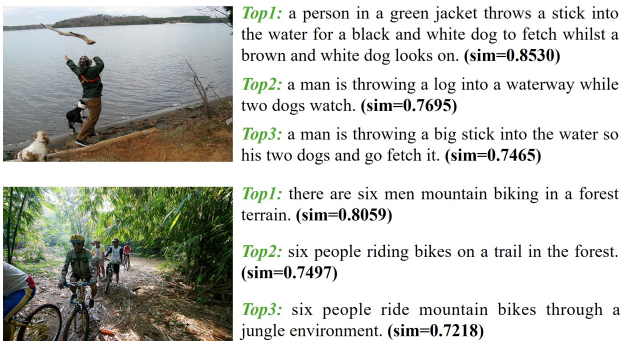 Top1: a person in a green jacket throws a stick into
the water for a black and white dog to fetch whilst a
brown and white dog looks on. (sim=0.8530)
Top2: a man is throwing a log into a waterway while
two dogs watch. (sim=0.7695)
Top3: a man is throwing a big stick into the water so
his two dogs and go fetch it. (sim=0.7465)
Top1: there are six men mountain biking in a forest
terrain. (sim=0.8059)
Top2: six people riding bikes on a trail in the forest.
(sim=0.7497)
Top3: six people ride mountain bikes through a
jungle environment. (sim=0.7218)